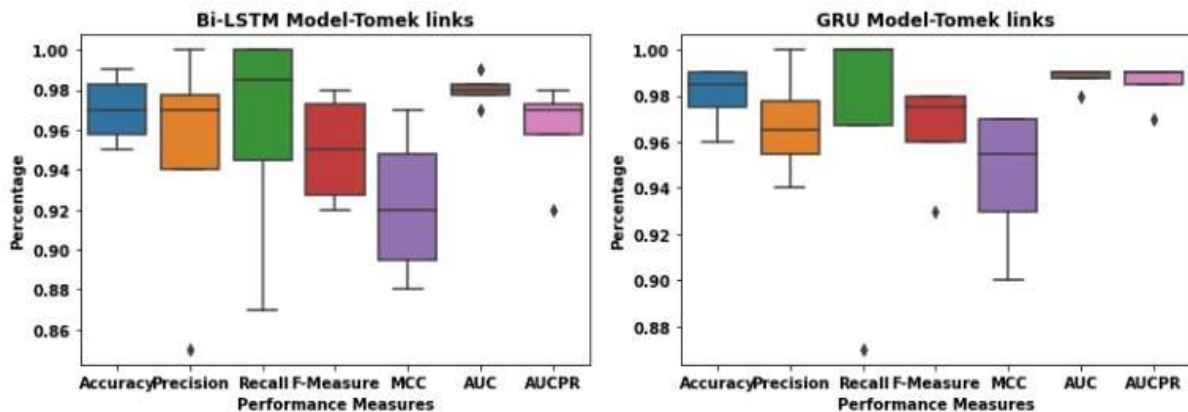 Bi-LSTM Model-Tomek links
Percentage
1.00
0.98
0.96
0.94
0.92
0.90
0.88
0.86
Accuracy Precision Recall F-Measure MCC AUC AUCPR
Performance Measures
GRU Model-Tomek links
Percentage
1.00
0.98
0.96
0.94
0.92
0.90
0.88
Accuracy Precision Recall F-Measure MCC AUC AUCPR
Performance Measures